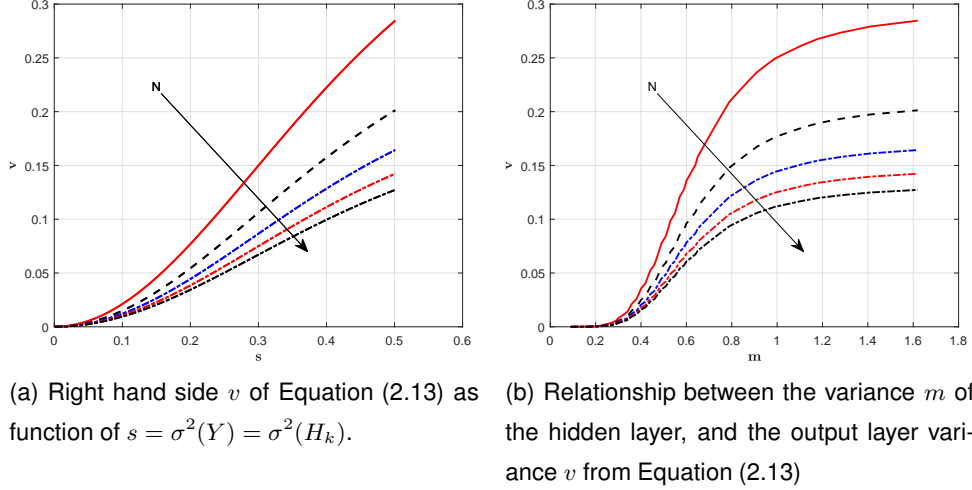 0.3
0.25
0.2
0.15
0.1
0.05
0
v
N
0
0.1
0.2
0.3
0.4
0.5
0.6
s
0.3
0.25
0.2
0.15
0.1
0.05
0
v
N
0
0.2
0.4
0.6
0.8
1
1.2
1.4
1.6
1.8
m
(a) Right hand side v of Equation (2.13) as
function of s = σ²(Y) = σ²(Hₖ).
(b) Relationship between the variance m of
the hidden layer, and the output layer vari-
ance v from Equation (2.13)